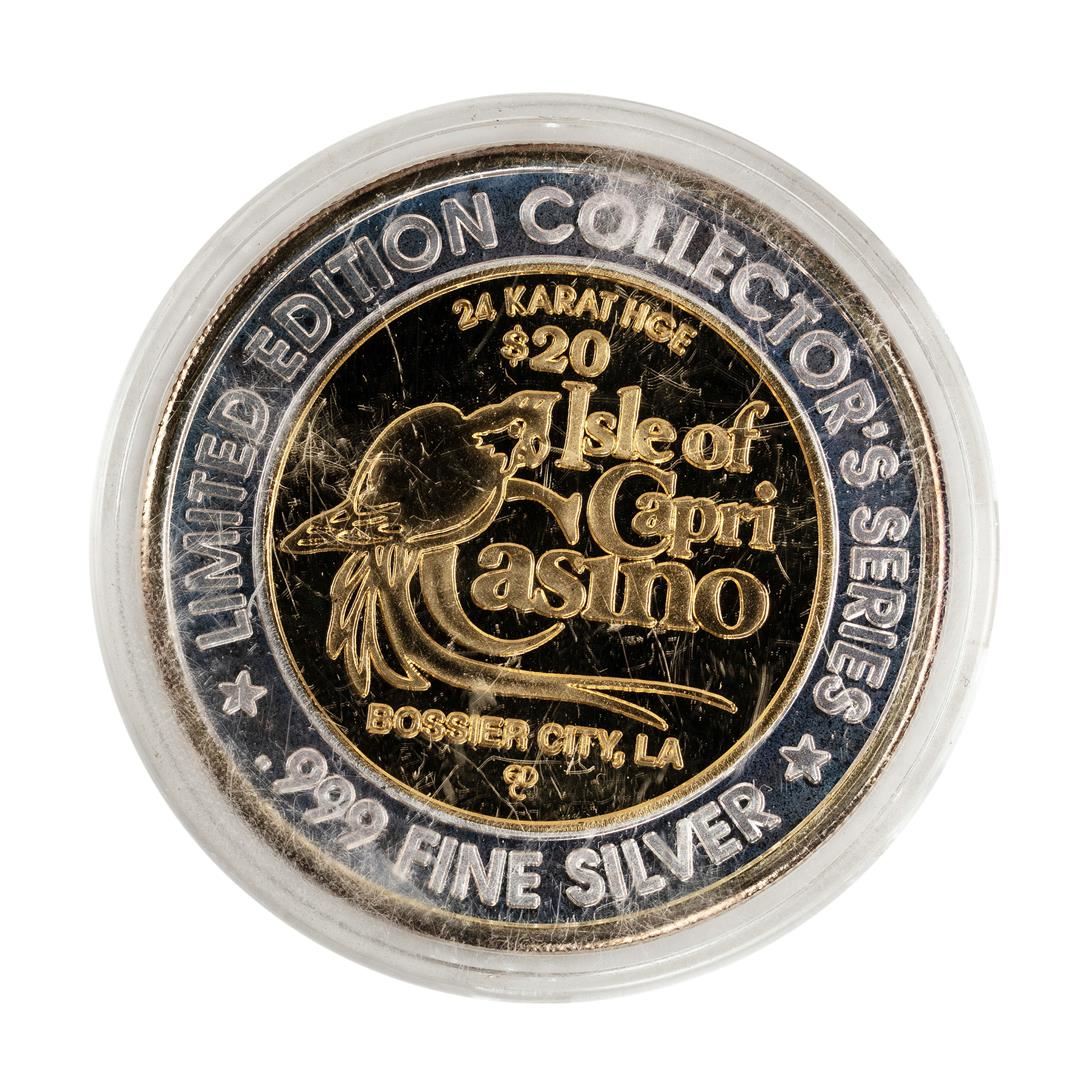 LIMITED EDITION COLLECTOR'S SERIES
24 KARAT HGE
$20
Isle of
Capri
Casino
BOSSIER CITY, LA
.999 FINE SILVER